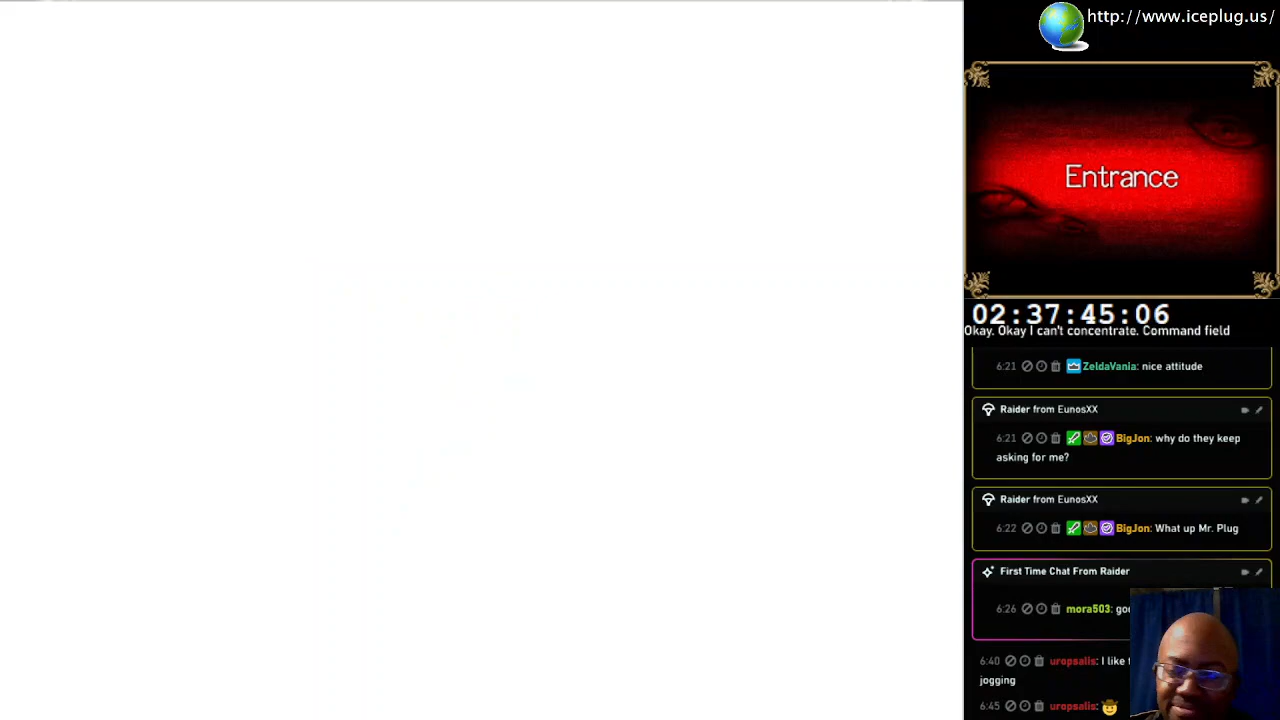 http://www.iceplug.us/
Entrance
02:37:45:06
Okay. Okay I can't concentrate. Command field
6:21 ZeldaVania: nice attitude
Raider from EunosXX
6:21 BigJon: why do they keep
asking for me?
Raider from EunosXX
6:22 BigJon: What up Mr. Plug
First Time Chat From Raider
6:26 mora503:
6:40 uropsalis: I like
jogging
6:45 uropsalis: 🤠